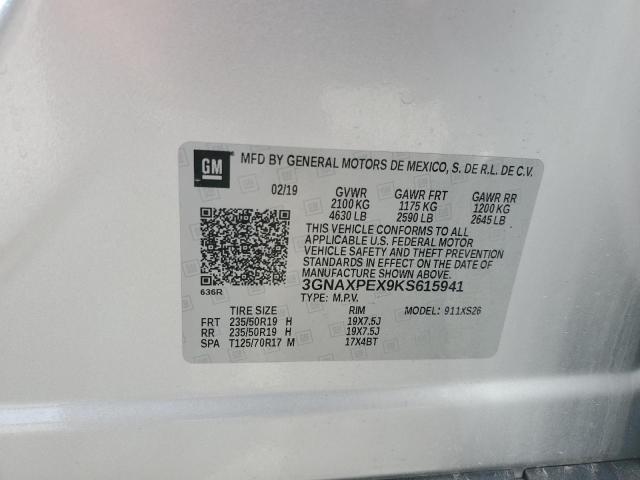 GM MFD BY GENERAL MOTORS DE MEXICO, S. DE R.L. DE C.V.
02/19 GVWR GAWR FRT GAWR RR
2100 KG 1175 KG 1200 KG
4630 LB 2590 LB 2645 LB
THIS VEHICLE CONFORMS TO ALL
APPLICABLE U.S. FEDERAL MOTOR
VEHICLE SAFETY AND THEFT PREVENTION
STANDARDS IN EFFECT ON THE DATE OF
MANUFACTURE SHOWN ABOVE.
3GNAXPEX9KS615941
636R TYPE: M.P.V.
TIRE SIZE RIM MODEL: 911XS26
FRT 235/50R19 H 19X7.5J
RR 235/50R19 H 19X7.5J
SPA T125/70R17 M 17X4BT